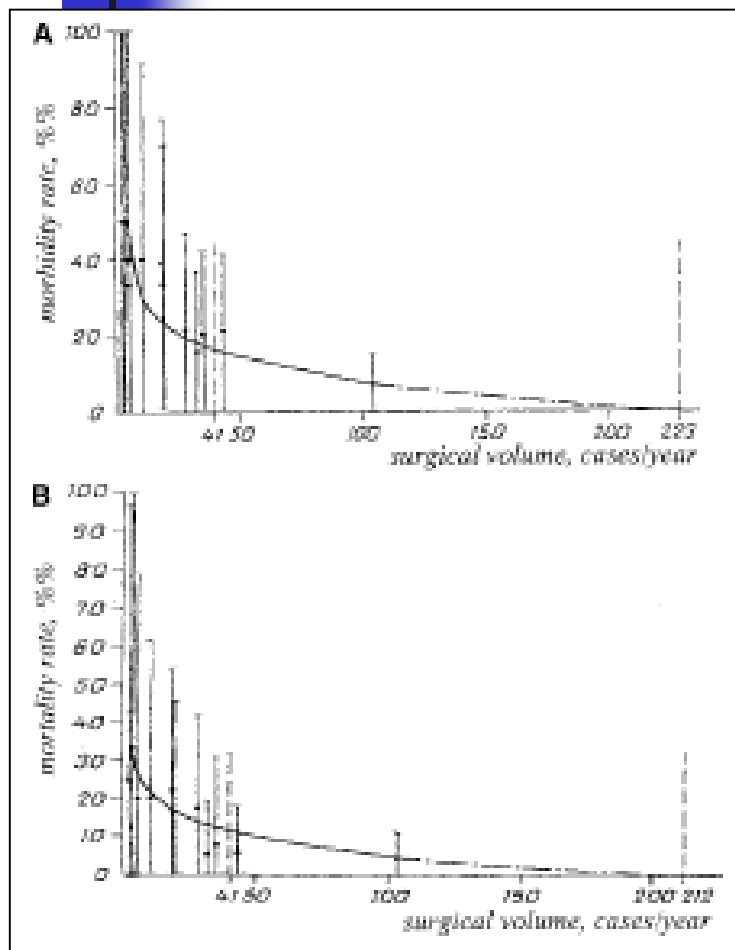 A
100
80
60
40
20
0
morbidity rate, %%
41 50 100 150 200 223
surgical volume, cases/year
B
100
90
80
70
60
50
40
30
20
10
0
mortality rate, %%
41 50 100 150 200 212
surgical volume, cases/year